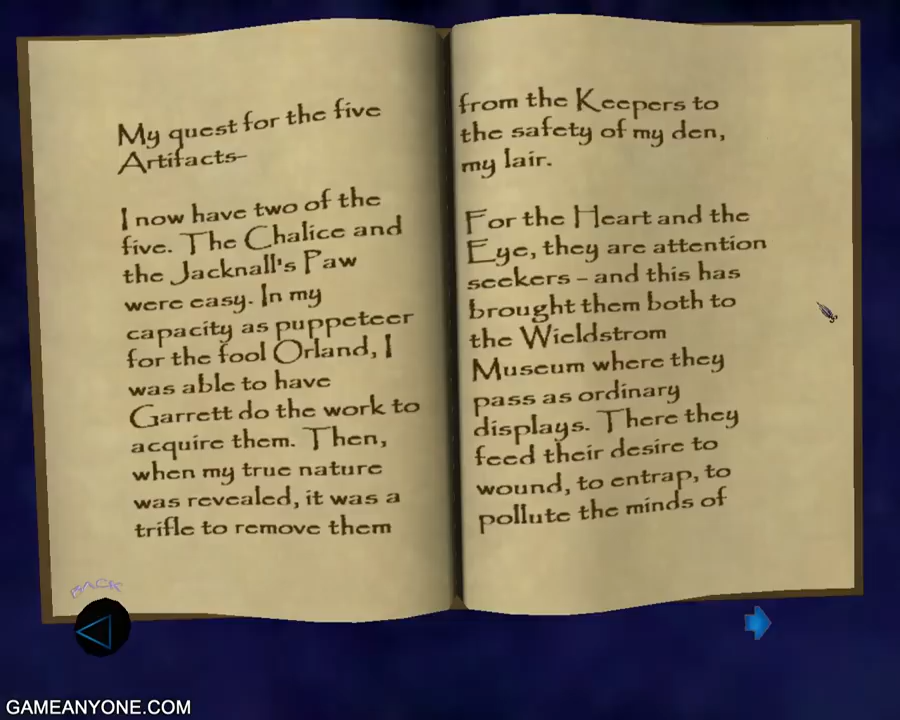 My quest for the five
Artifacts-
I now have two of the
five. The Chalice and
the Jacknall's Paw
were easy. In my
capacity as puppeteer
for the fool Orland, I
was able to have
Garrett do the work to
acquire them. Then,
when my true nature
was revealed, it was a
trifle to remove them
from the Keepers to
the safety of my den,
my lair.
For the Heart and the
Eye, they are attention
seekers - and this has
brought them both to
the Wieldstrom
Museum where they
pass as ordinary
displays. There they
feed their desire to
wound, to entrap, to
pollute the minds of
BACK
GAMEANYONE.COM